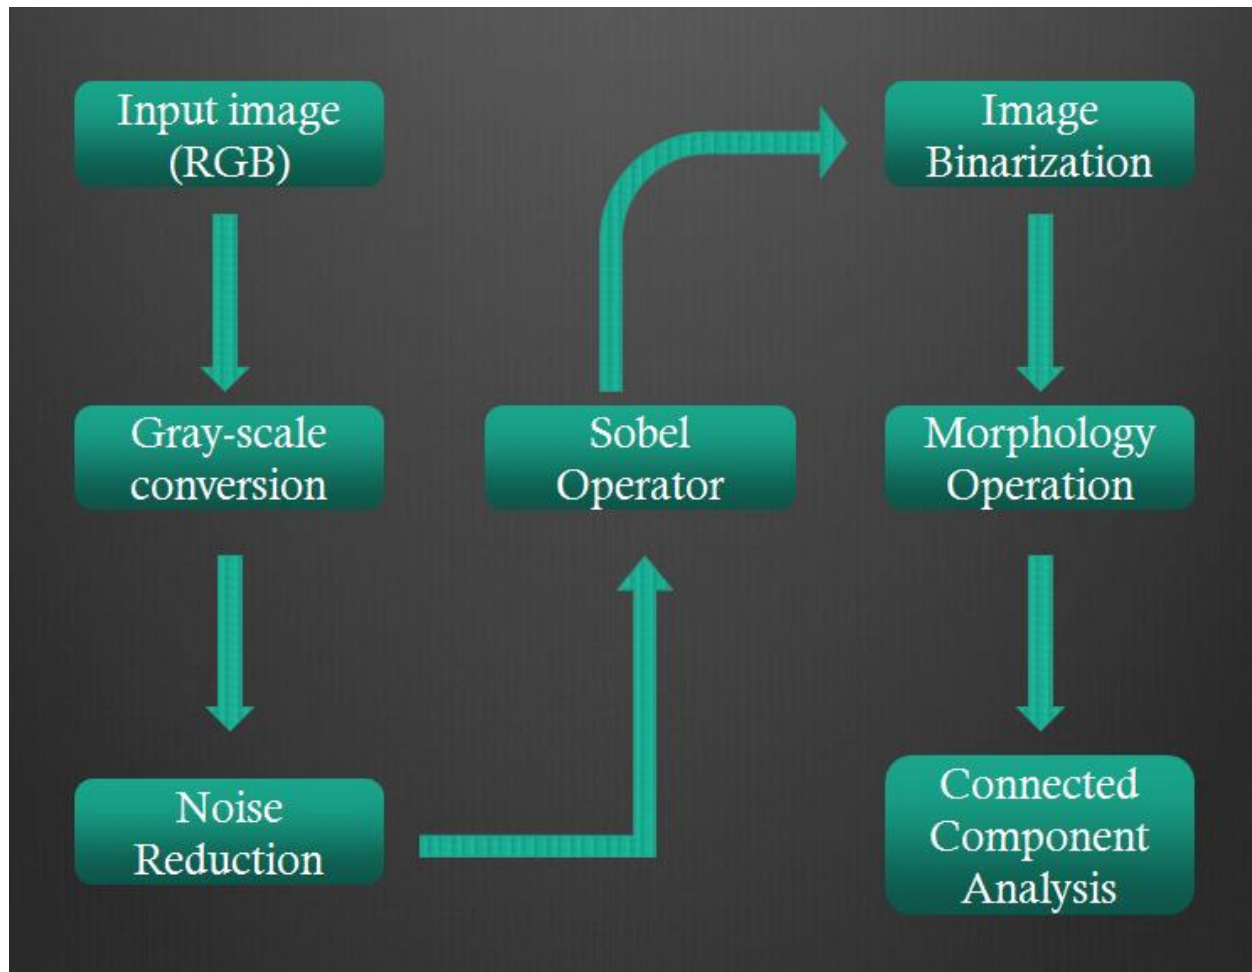 Input image
(RGB)
Gray-scale
conversion
Noise
Reduction
Sobel
Operator
Image
Binarization
Morphology
Operation
Connected
Component
Analysis